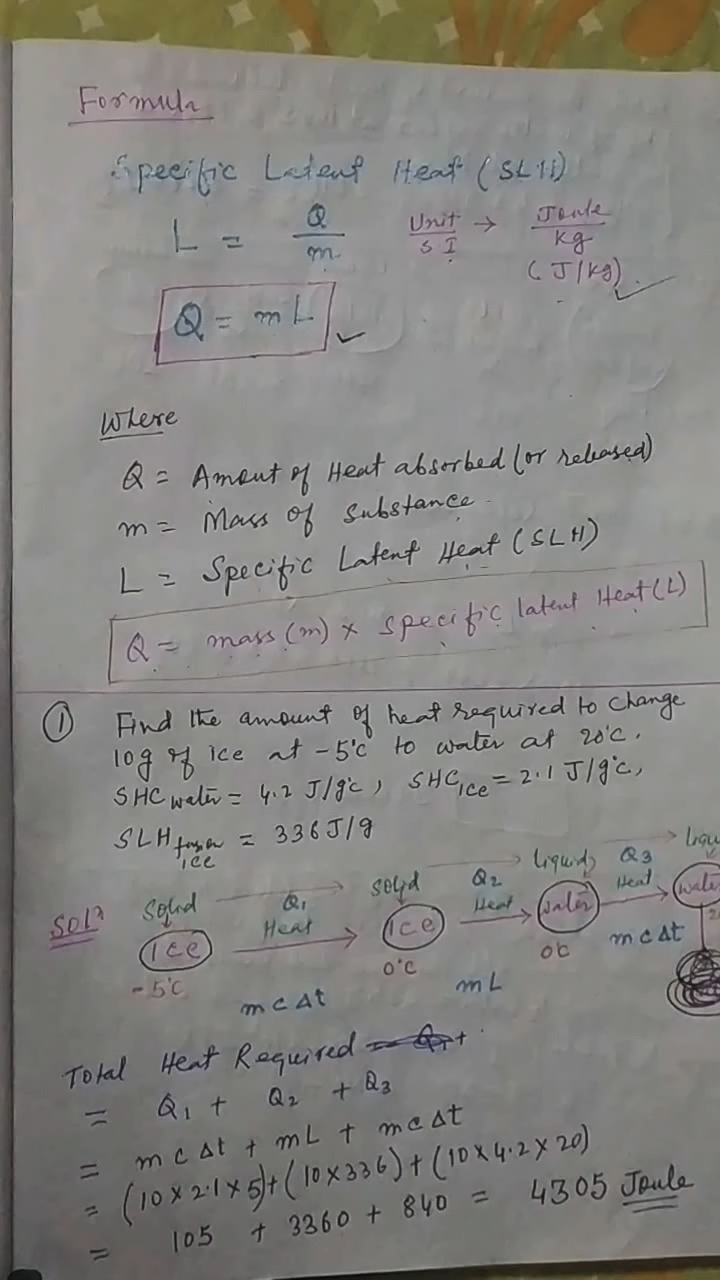 Formula
Specific Latent Heat (SLH)
L = Q/m Unit SI → Joule/kg
(J/kg)
Q = mL
Where
Q = Amount of Heat absorbed (or released)
m = Mass of Substance
L = Specific Latent Heat (SLH)
Q = mass (m) × specific latent Heat (L)
① Find the amount of heat required to change
10g of ice at -5°C to water at 20°C.
SHC water = 4.2 J/g°C, SHC ice = 2.1 J/g°C,
SLH fusion ice = 336 J/g
Solid Q1 Solid Q2 liquid Q3
SOLⁿ Ice Heat Ice Heat water Heat water
-5°C 0°C 0°C
mcΔt mL mcΔt
Total Heat Required
= Q1 + Q2 + Q3
= mcΔt + mL + mcΔt
= (10×2.1×5)+(10×336)+(10×4.2×20)
= 105 + 3360 + 840 = 4305 Joule